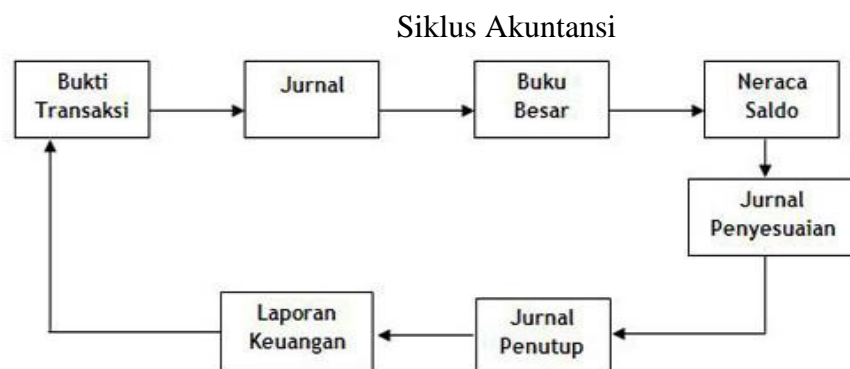 Siklus Akuntansi
Bukti
Transaksi
Jurnal
Buku
Besar
Neraca
Saldo
Jurnal
Penyesuaian
Jurnal
Penutup
Laporan
Keuangan